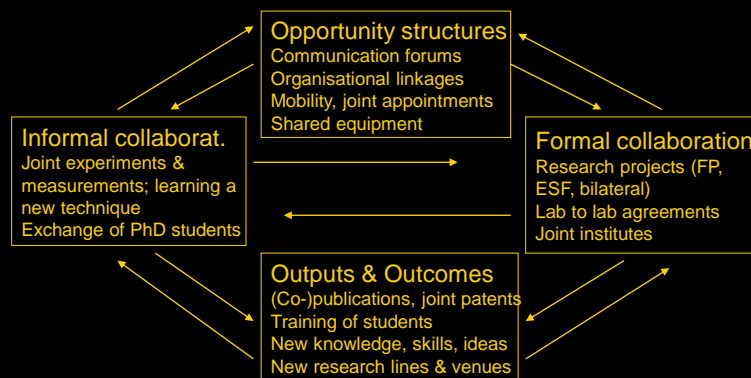 Opportunity structures
Communication forums
Organisational linkages
Mobility, joint appointments
Shared equipment
Informal collaborat.
Joint experiments &
measurements; learning a
new technique
Exchange of PhD students
Formal collaboration
Research projects (FP,
ESF, bilateral)
Lab to lab agreements
Joint institutes
Outputs & Outcomes
(Co-)publications, joint patents
Training of students
New knowledge, skills, ideas
New research lines & venues